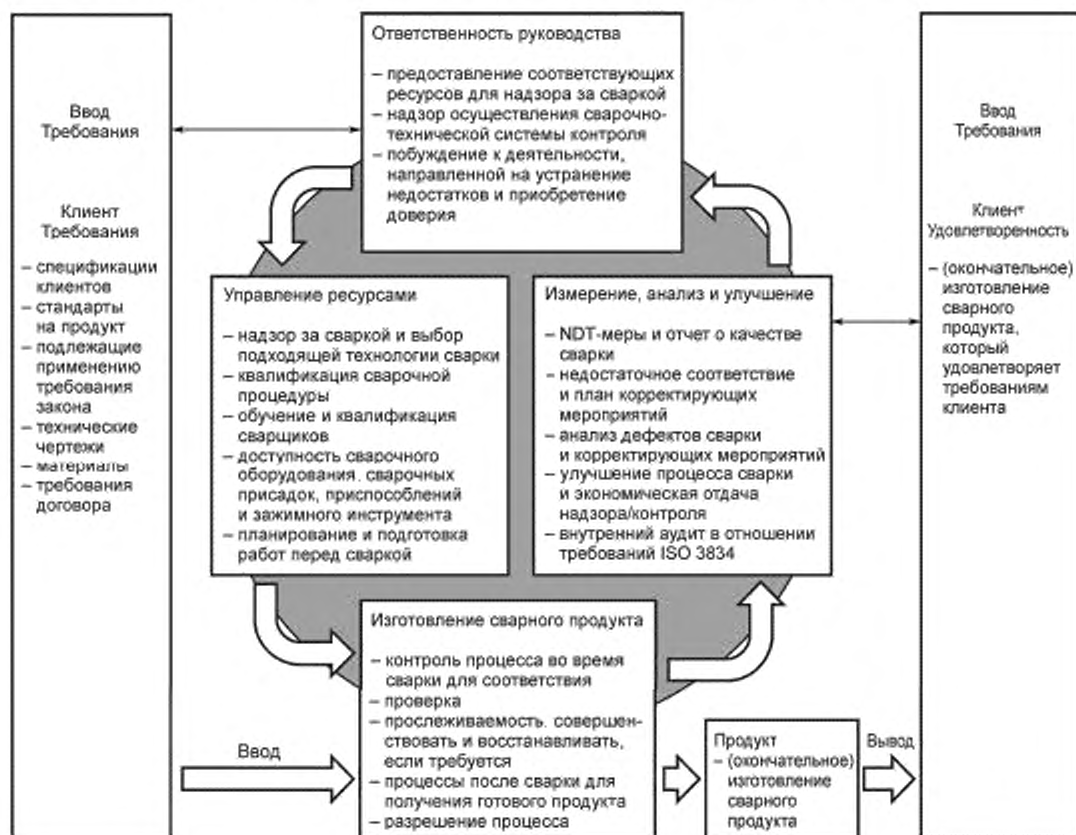 Ввод
Требования
Клиент
Требования
– спецификации
клиентов
– стандарты
на продукт
– подлежащие
применению
требования
закона
– технические
чертежи
– материалы
– требования
договора
Ответственность руководства
– предоставление соответствующих
ресурсов для надзора за сваркой
– надзор осуществления сварочно-
технической системы контроля
– побуждение к деятельности,
направленной на устранение
недостатков и приобретение
доверия
Управление ресурсами
– надзор за сваркой и выбор
подходящей технологии сварки
– квалификация сварочной
процедуры
– обучение и квалификация
сварщиков
– доступность сварочного
оборудования. сварочных
присадок, приспособлений
и зажимного инструмента
– планирование и подготовка
работ перед сваркой
Измерение, анализ и улучшение
– NDT-меры и отчет о качестве
сварки
– недостаточное соответствие
и план корректирующих
мероприятий
– анализ дефектов сварки
и корректирующих мероприятий
– улучшение процесса сварки
и экономическая отдача
надзора/контроля
– внутренний аудит в отношении
требований ISO 3834
Изготовление сварного продукта
– контроль процесса во время
сварки для соответствия
– проверка
– прослеживаемость. совершен-
ствовать и восстанавливать,
если требуется
– процессы после сварки для
получения готового продукта
– разрешение процесса
Ввод
Продукт
– (окончательное)
изготовление
сварного
продукта
Вывод
Ввод
Требования
Клиент
Удовлетворенность
– (окончательное)
изготовление
сварного
продукта,
который
удовлетворяет
требованиям
клиента